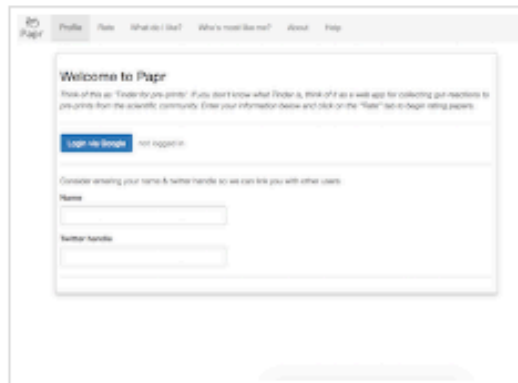 Papr
Profile Rate What do I like? Who's most like me? About Help
Welcome to Papr
Think of this as "Tinder for pre-prints". If you don't know what Tinder is, think of it as a web app for collecting gut-reactions to
pre-prints from the scientific community. Enter your information below and click on the "Rate" tab to begin rating papers.
Login via Google not logged in
Consider entering your name & twitter handle so we can link you with other users
Name
Twitter handle